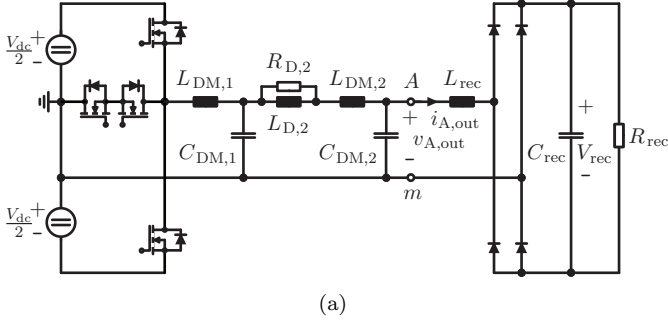 V_dc/2 + -
R_D,2
L_DM,1 L_DM,2 A L_rec
L_D,2 i_A,out
+ v_A,out -
C_DM,1 C_DM,2 C_rec + V_rec - R_rec
m
V_dc/2 + -
(a)